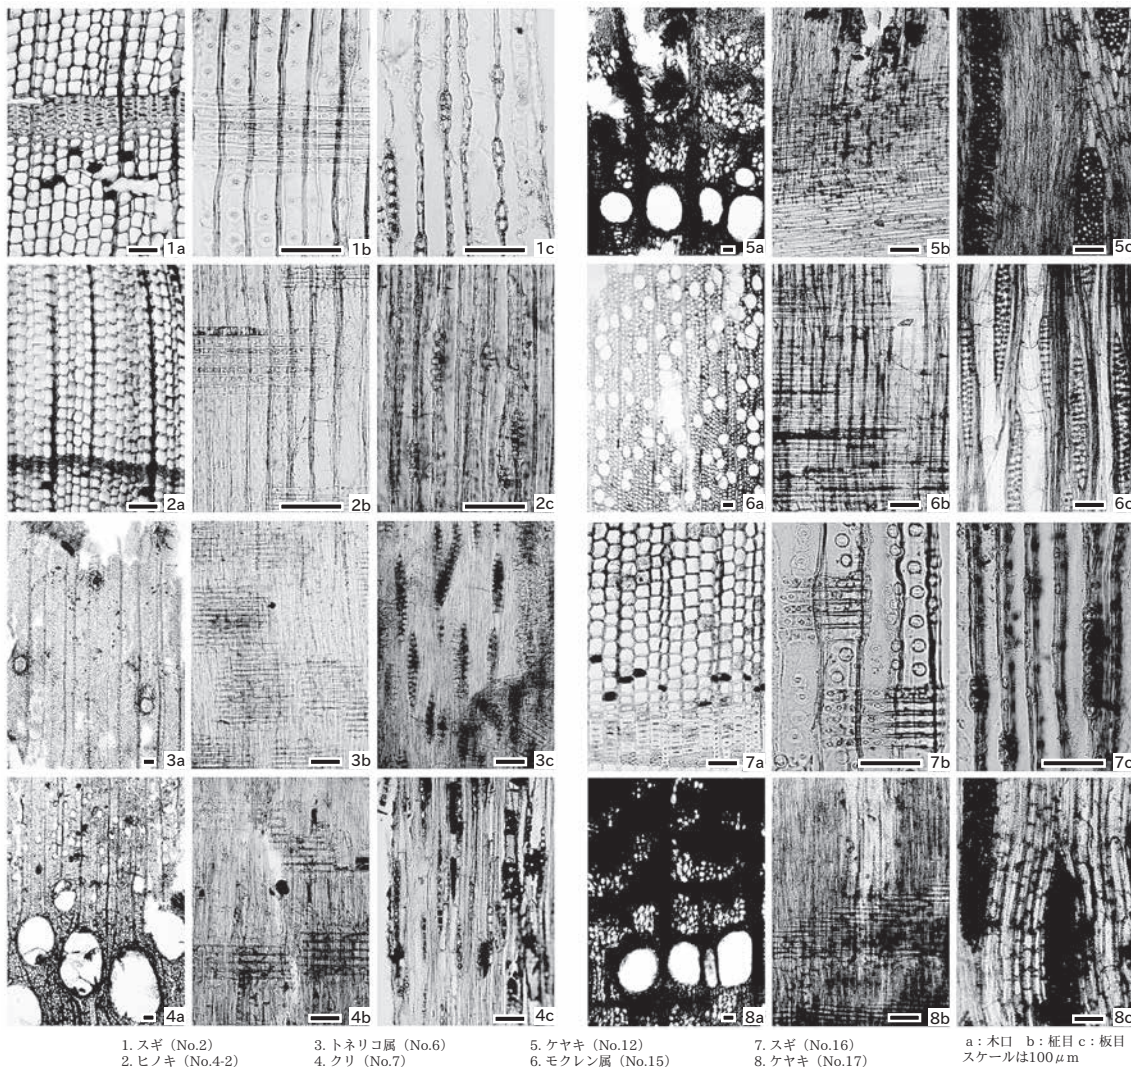 1a 1b 1c 5a 5b 5c
2a 2b 2c 6a 6b 6c
3a 3b 3c 7a 7b 7c
4a 4b 4c 8a 8b 8c
1. スギ（No.2） 3. トネリコ属（No.6） 5. ケヤキ（No.12） 7. スギ（No.16） a：木口 b：柾目 c：板目
2. ヒノキ（No.4-2） 4. クリ（No.7） 6. モクレン属（No.15） 8. ケヤキ（No.17） スケールは100μm